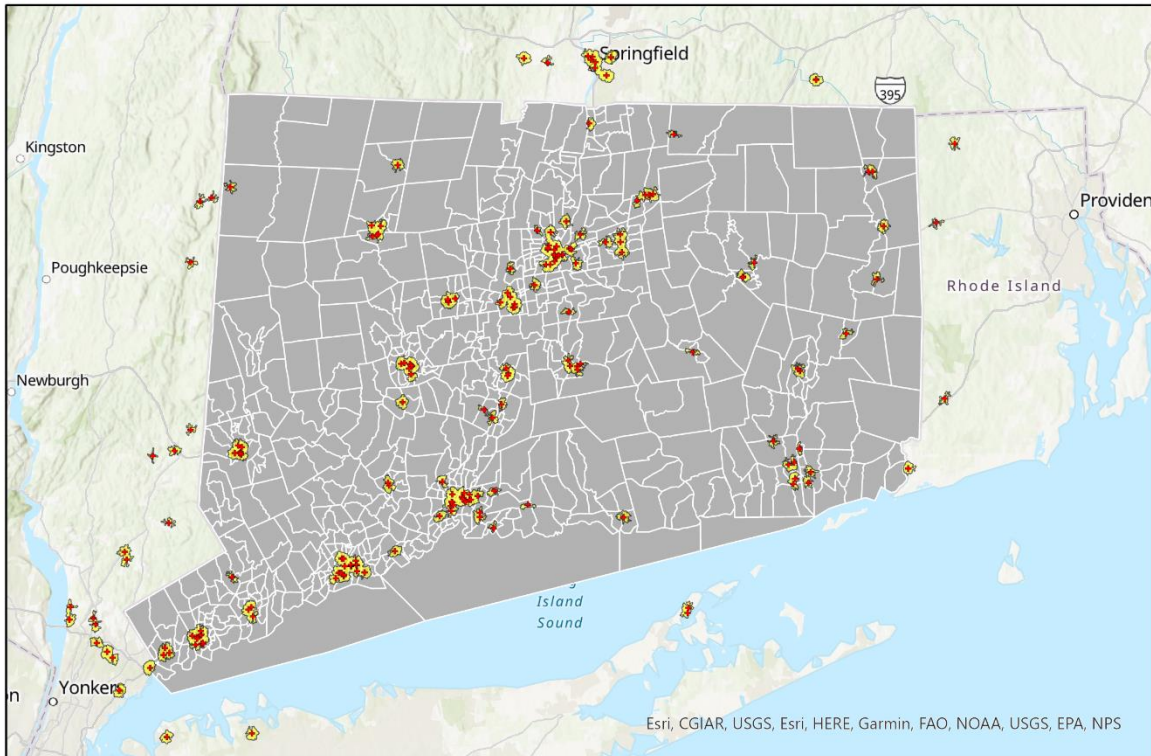 Springfield
395
Kingston
Providen
Poughkeepsie
Rhode Island
Newburgh
Island
Sound
Yonker
on
Esri, CGIAR, USGS, Esri, HERE, Garmin, FAO, NOAA, USGS, EPA, NPS